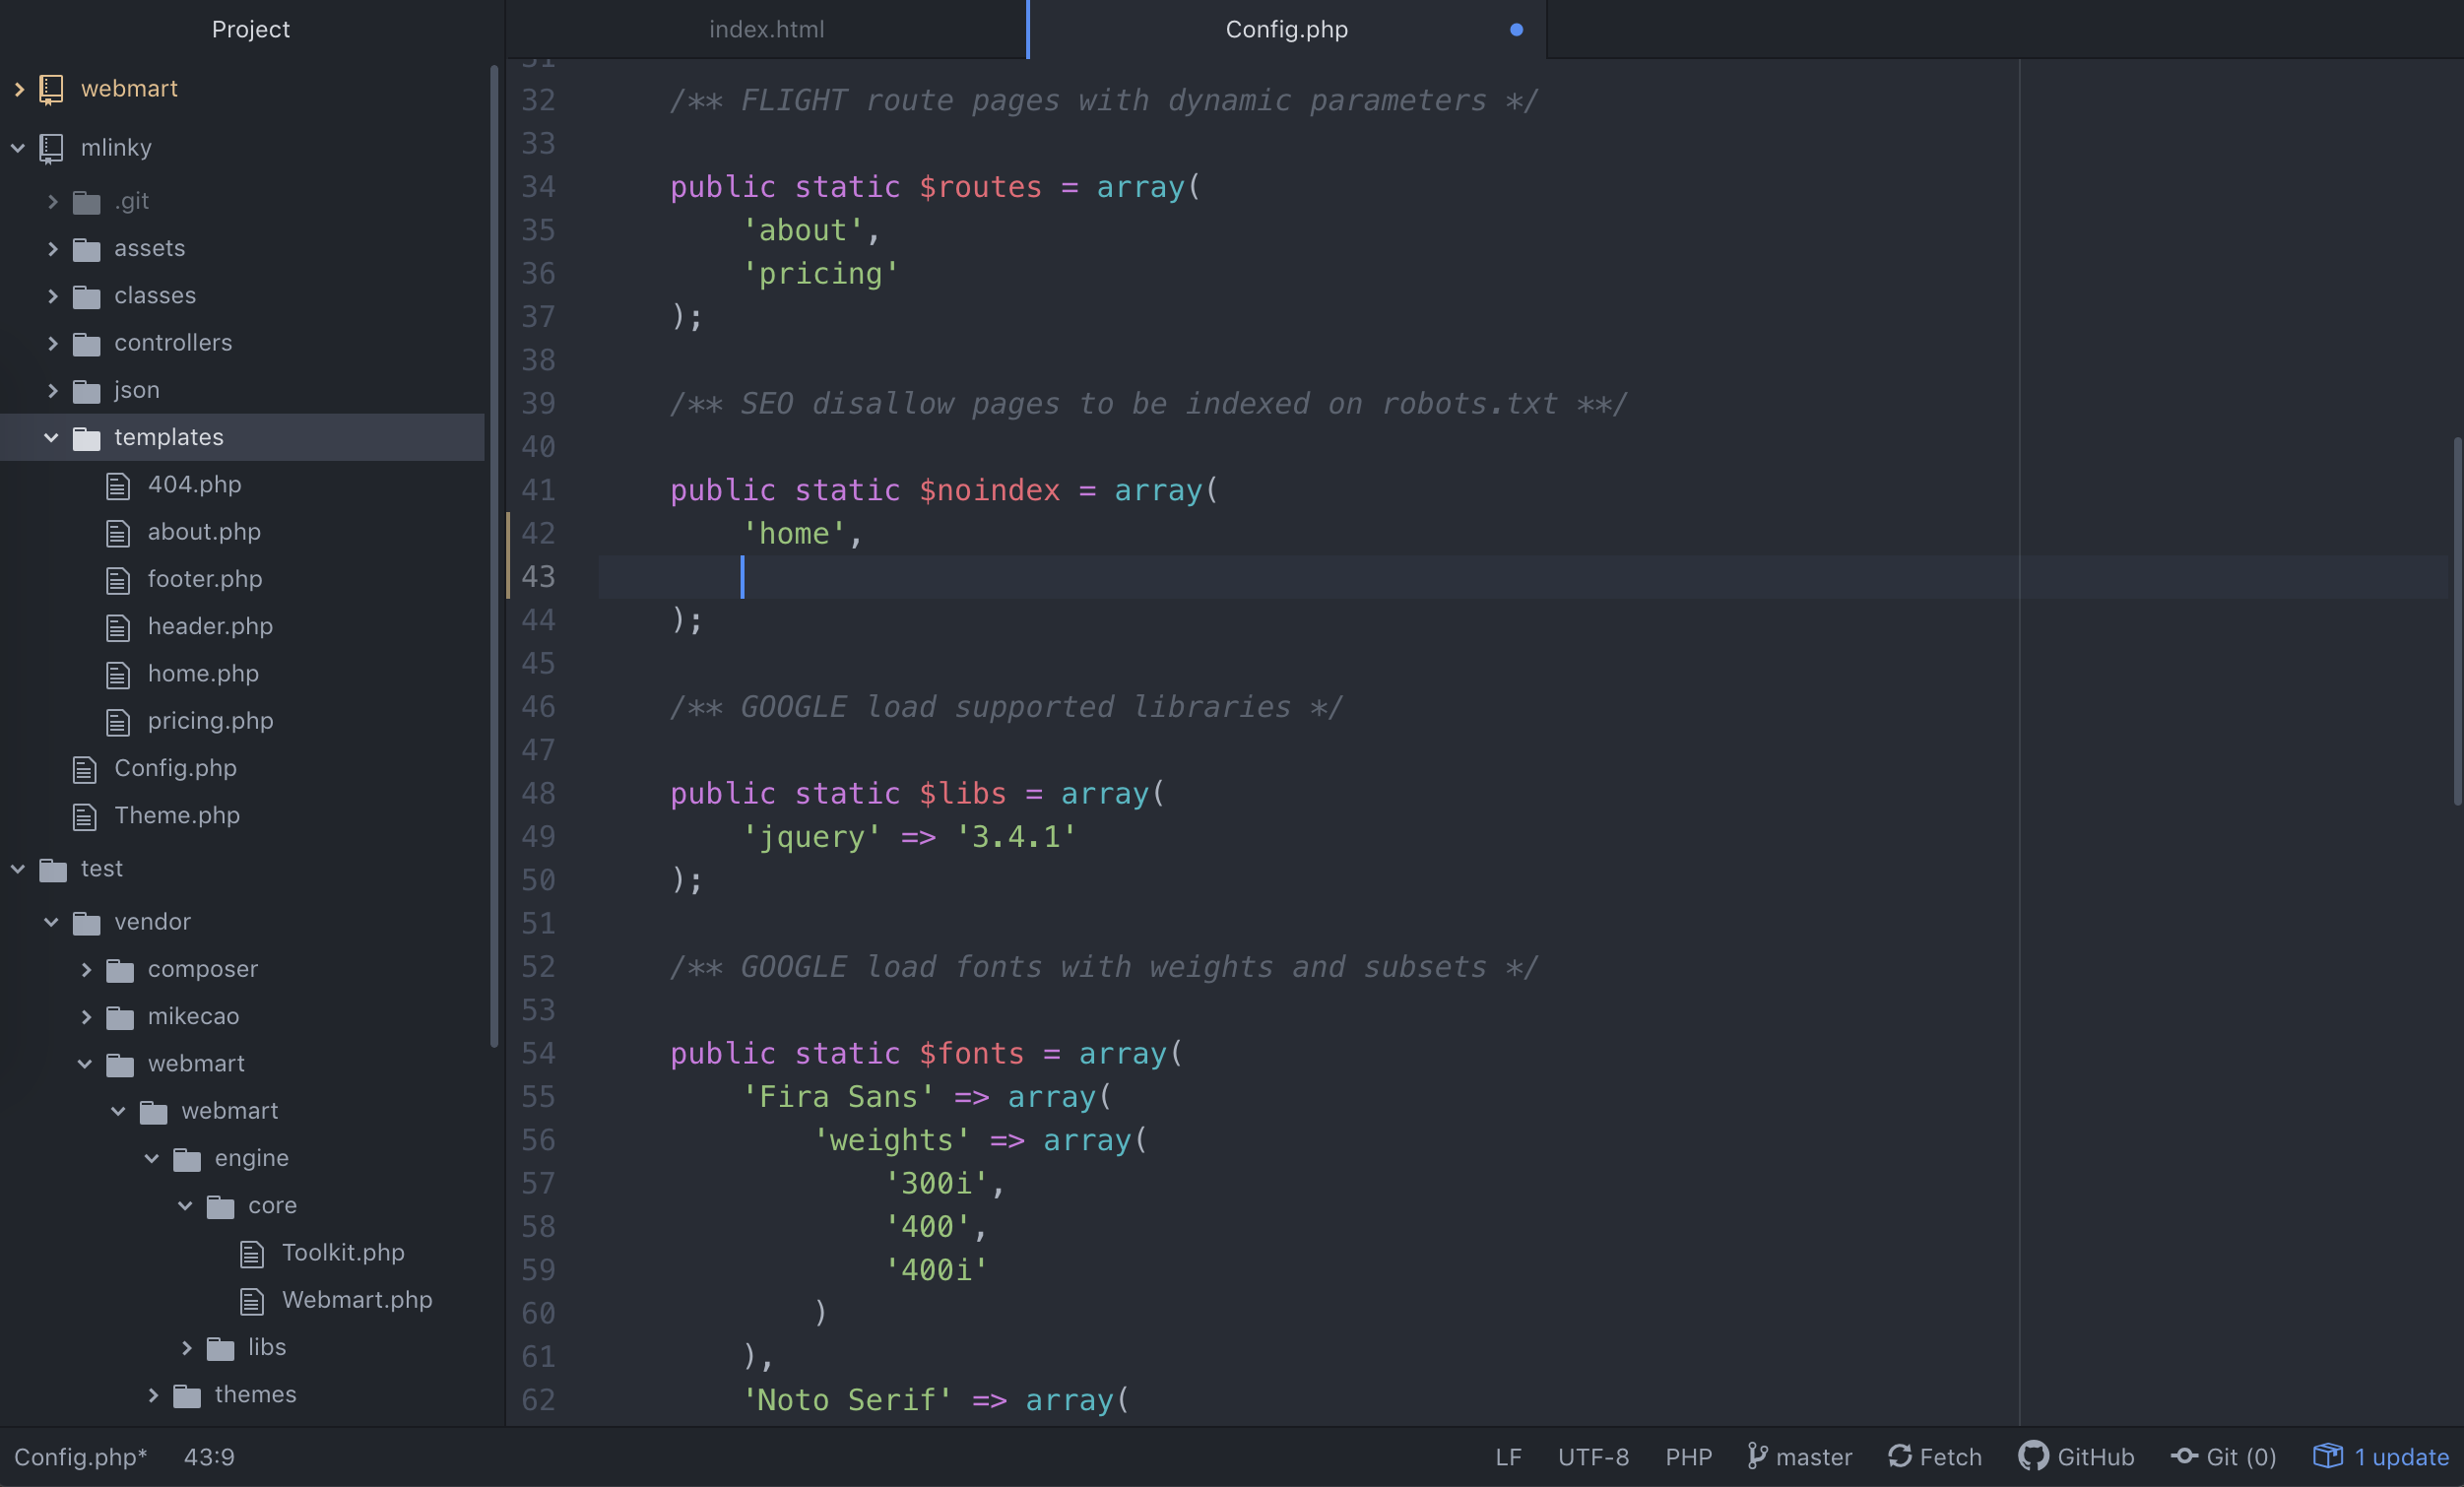 Project
webmart
mlinky
.git
assets
classes
controllers
json
templates
404.php
about.php
footer.php
header.php
home.php
pricing.php
Config.php
Theme.php
test
vendor
composer
mikecao
webmart
webmart
engine
core
Toolkit.php
Webmart.php
libs
themes
index.html
Config.php
31
32 /** FLIGHT route pages with dynamic parameters */
33
34 public static $routes = array(
35 'about',
36 'pricing'
37 );
38
39 /** SEO disallow pages to be indexed on robots.txt **/
40
41 public static $noindex = array(
42 'home',
43
44 );
45
46 /** GOOGLE load supported libraries */
47
48 public static $libs = array(
49 'jquery' => '3.4.1'
50 );
51
52 /** GOOGLE load fonts with weights and subsets */
53
54 public static $fonts = array(
55 'Fira Sans' => array(
56 'weights' => array(
57 '300i',
58 '400',
59 '400i'
60 )
61 ),
62 'Noto Serif' => array(
Config.php* 43:9 LF UTF-8 PHP master Fetch GitHub Git (0) 1 update